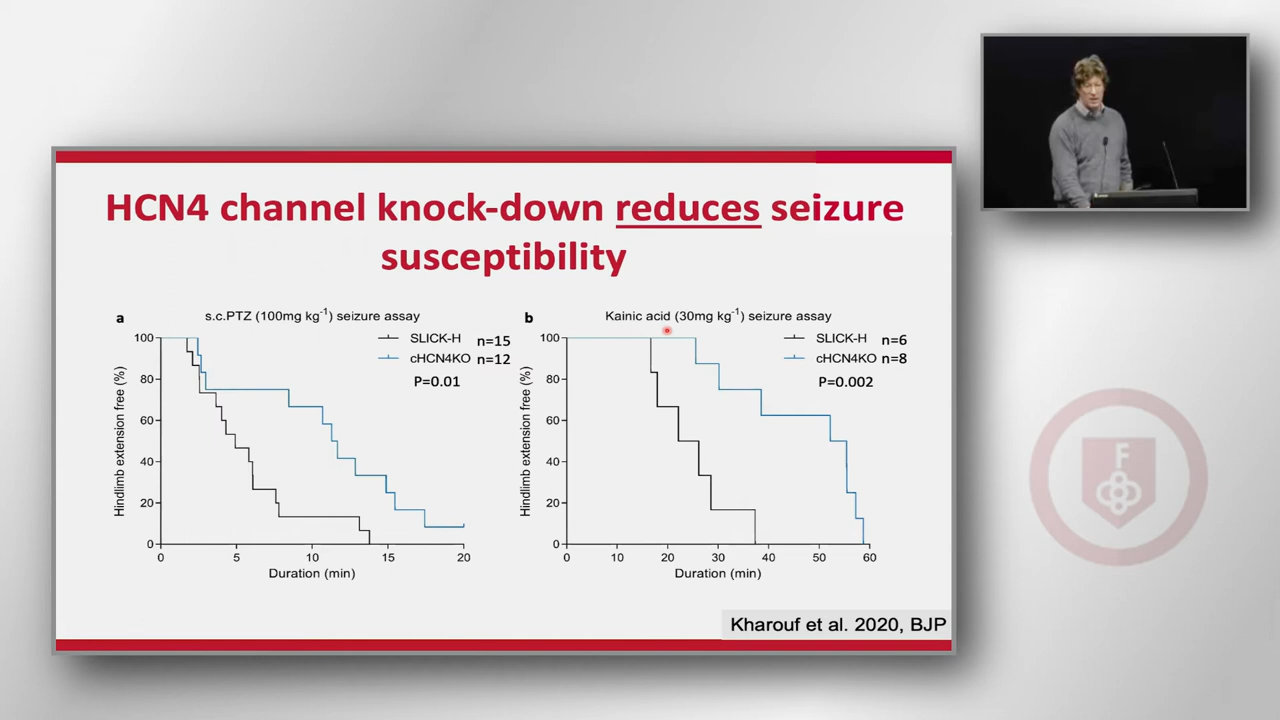 HCN4 channel knock-down reduces seizure
susceptibility
a
s.c.PTZ (100mg kg-1) seizure assay
SLICK-H n=15
cHCN4KO n=12
P=0.01
Hindlimb extension free (%)
100
80
60
40
20
0
0 5 10 15 20
Duration (min)
b
Kainic acid (30mg kg-1) seizure assay
SLICK-H n=6
cHCN4KO n=8
P=0.002
Hindlimb extension free (%)
100
80
60
40
20
0
0 10 20 30 40 50 60
Duration (min)
Kharouf et al. 2020, BJP
F